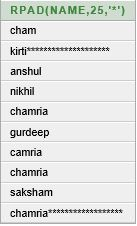 RPAD(NAME,25,'*')
cham
kirti********************
anshul
nikhil
chamria
gurdeep
camria
chamria
saksham
chamria******************